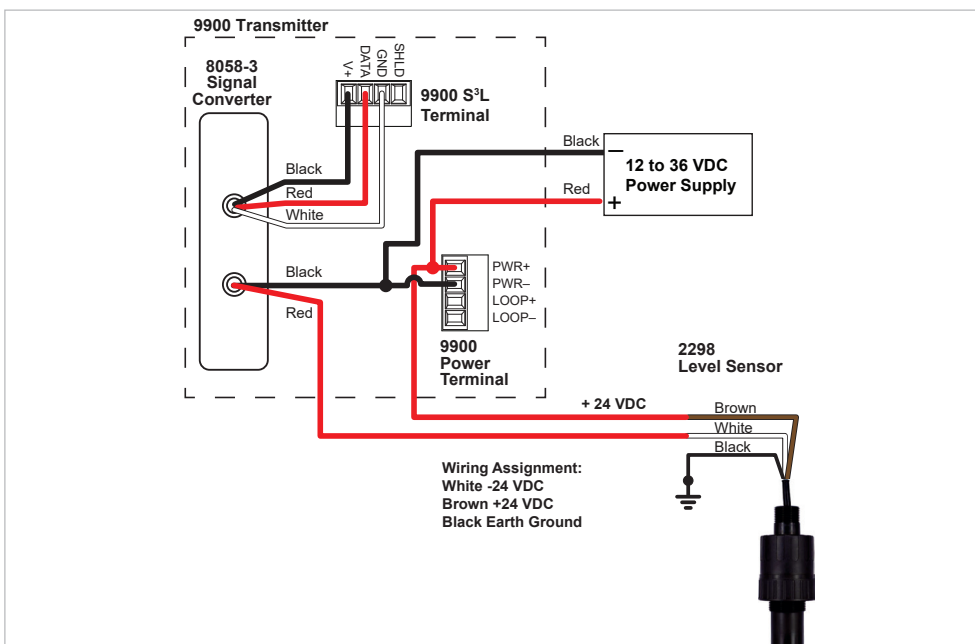 9900 Transmitter
8058-3
Signal
Converter
V+
DATA
GND
SHLD
9900 S³L
Terminal
Black
Red
White
Black
Red
Black
Red
–
12 to 36 VDC
Power Supply
+
PWR+
PWR–
LOOP+
LOOP–
9900
Power
Terminal
2298
Level Sensor
+ 24 VDC
Brown
White
Black
Wiring Assignment:
White -24 VDC
Brown +24 VDC
Black Earth Ground